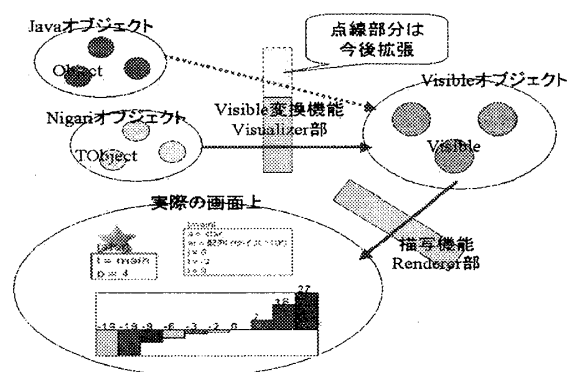 Javaオブジェクト
Object
点線部分は
今後拡張
Visibleオブジェクト
Nigariオブジェクト
TObject
Visible変換機能
Visualizer部
Visible
実際の画面上
t = main
p = 4
描写機能
Renderer部
-19 -19 -9 -6 -3 -2 0 7 18 27